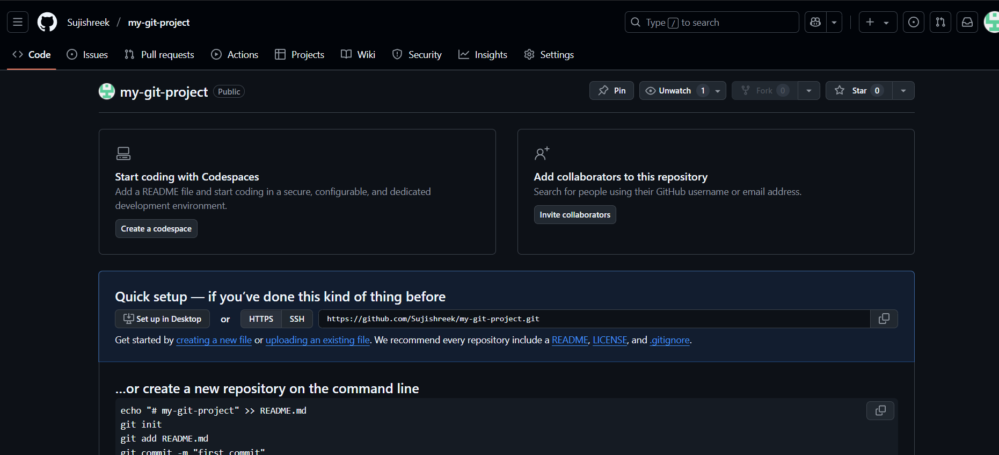 Sujishreek / my-git-project
Type / to search
Code Issues Pull requests Actions Projects Wiki Security Insights Settings
my-git-project Public
Pin Unwatch 1 Fork 0 Star 0
Start coding with Codespaces
Add a README file and start coding in a secure, configurable, and dedicated
development environment.
Create a codespace
Add collaborators to this repository
Search for people using their GitHub username or email address.
Invite collaborators
Quick setup — if you’ve done this kind of thing before
Set up in Desktop or HTTPS SSH https://github.com/Sujishreek/my-git-project.git
Get started by creating a new file or uploading an existing file. We recommend every repository include a README, LICENSE, and .gitignore.
…or create a new repository on the command line
echo "# my-git-project" >> README.md
git init
git add README.md
git commit -m "first commit"